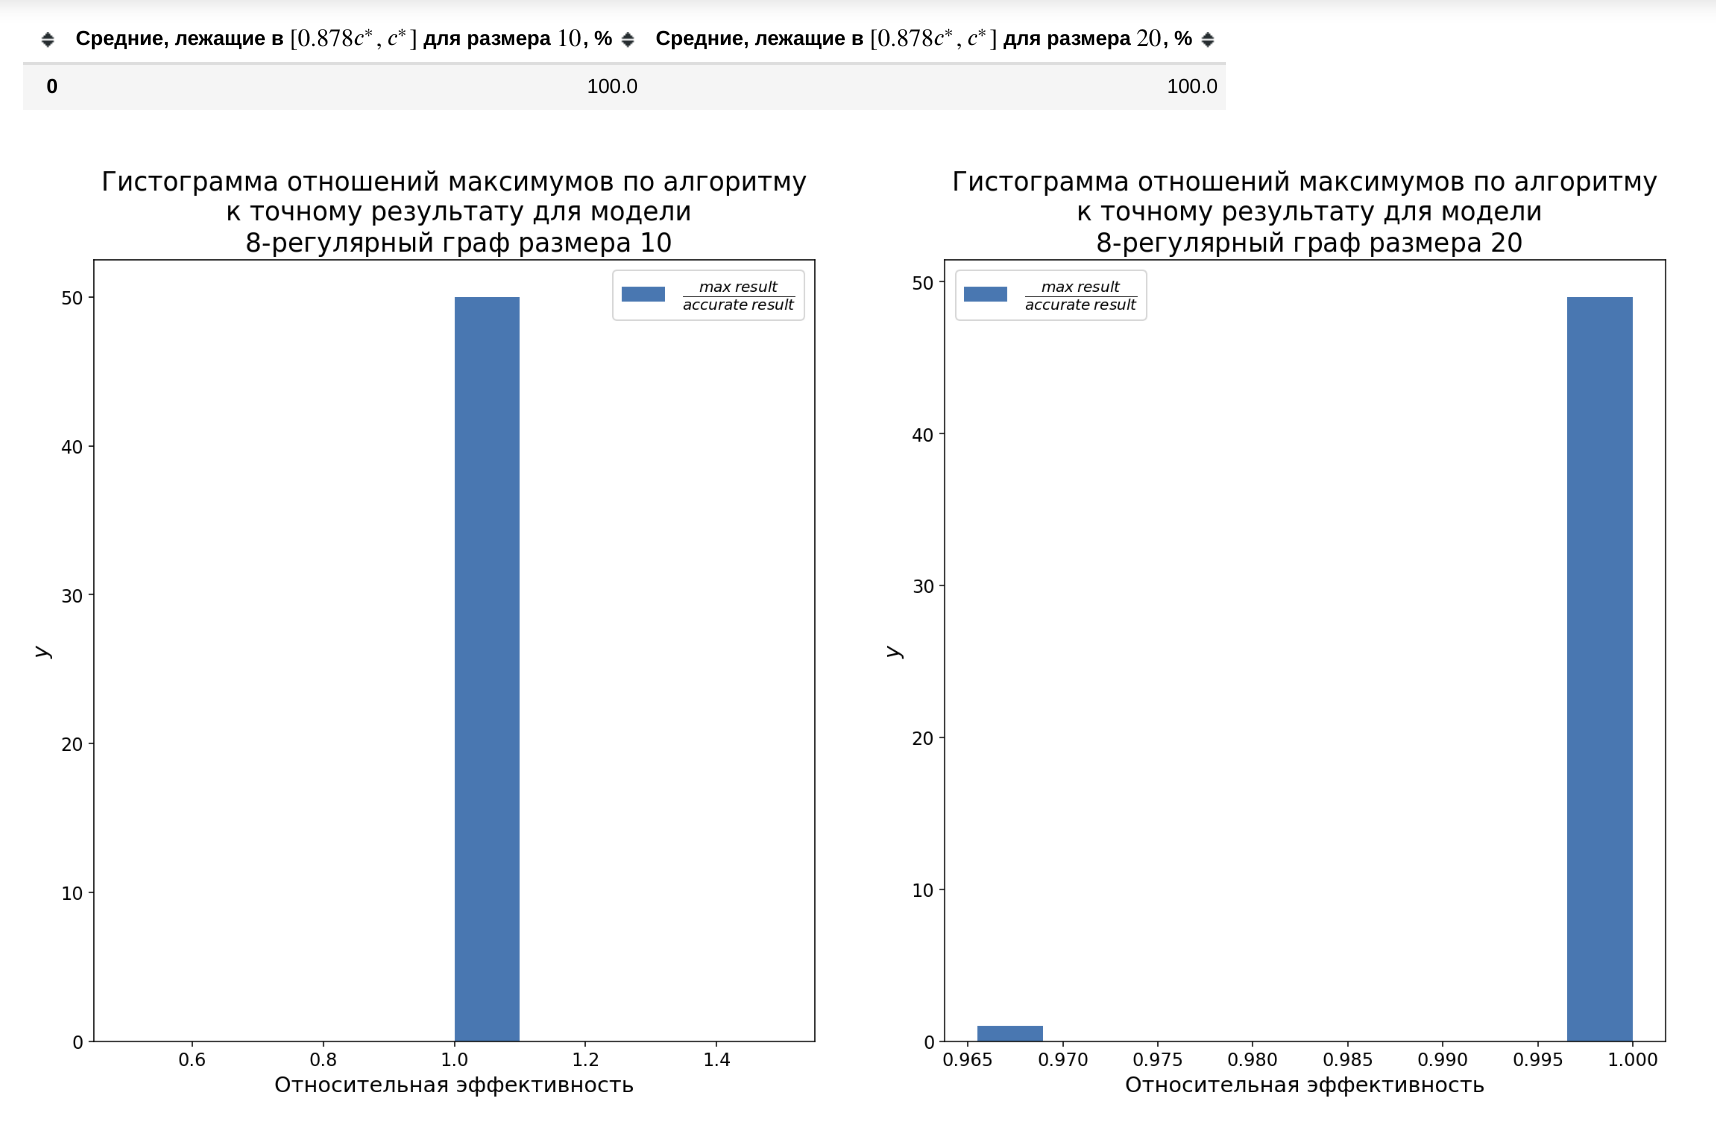 Средние, лежащие в [0.878c*, c*] для размера 10, % Средние, лежащие в [0.878c*, c*] для размера 20, %
0 100.0 100.0
Гистограмма отношений максимумов по алгоритму
к точному результату для модели
8-регулярный граф размера 10
max result
accurate result
50
40
30
20
10
0
y
0.6 0.8 1.0 1.2 1.4
Относительная эффективность
Гистограмма отношений максимумов по алгоритму
к точному результату для модели
8-регулярный граф размера 20
max result
accurate result
50
40
30
20
10
0
y
0.965 0.970 0.975 0.980 0.985 0.990 0.995 1.000
Относительная эффективность